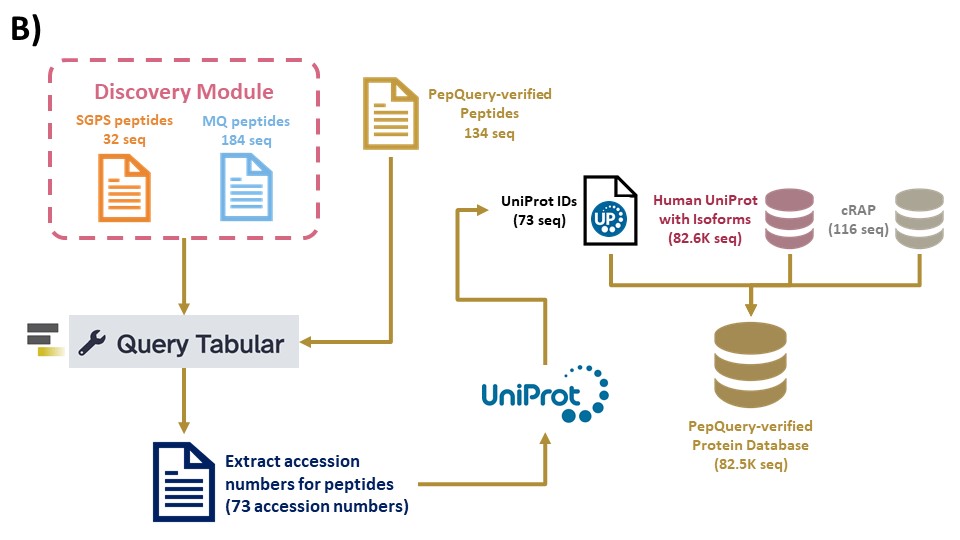 B)
Discovery Module
SGPS peptides
32 seq
MQ peptides
184 seq
PepQuery-verified
Peptides
134 seq
UniProt IDs
(73 seq)
UP
Human UniProt
with Isoforms
(82.6K seq)
cRAP
(116 seq)
Query Tabular
UniProt
PepQuery-verified
Protein Database
(82.5K seq)
Extract accession
numbers for peptides
(73 accession numbers)